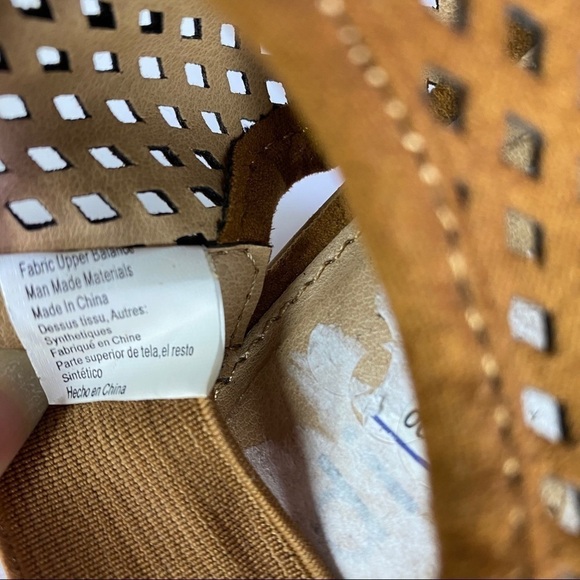 Fabric Upper Balance
Man Made Materials
Made In China
Dessus tissu, Autres:
Synthetiques
Fabriqué en Chine
Parte superior de tela,el resto
Sintético
Hecho en China